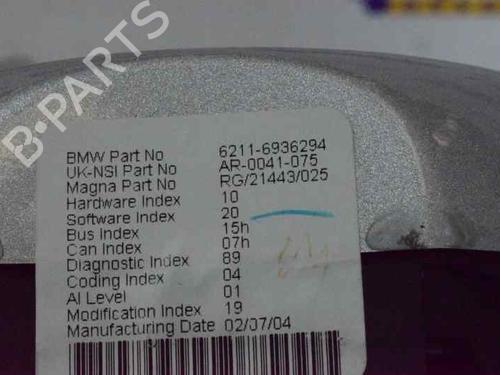 B-PARTS
BMW Part No 6211-6936294
UK-NSI Part No AR-0041-075
Magna Part No RG/21443/025
Hardware Index 10
Software Index 20
Bus Index 15h
Can Index 07h
Diagnostic Index 89
Coding Index 04
AI Level 01
Modification Index 19
Manufacturing Date 02/07/04